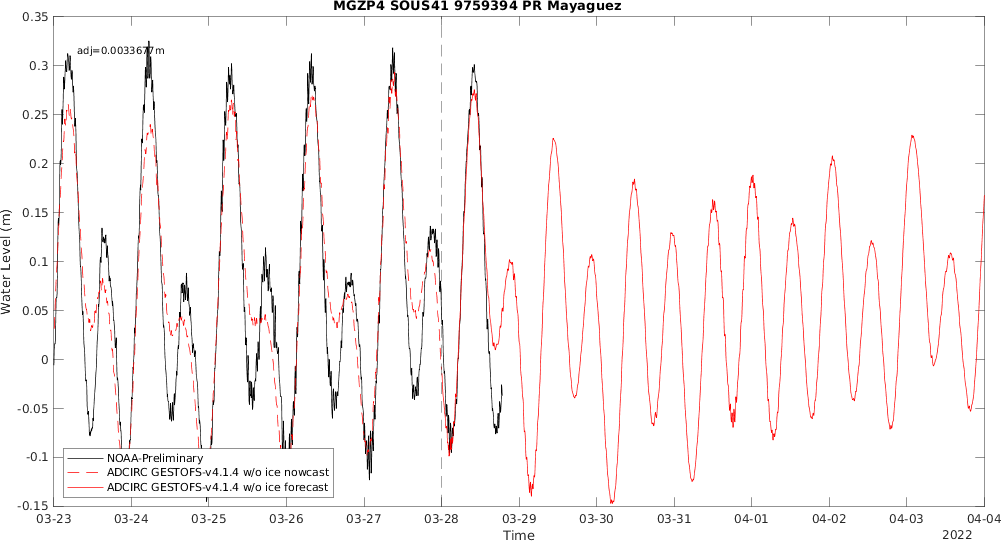 MGZP4 SOUS41 9759394 PR Mayaguez
adj=0.0033677m
0.35
0.3
0.25
0.2
0.15
0.1
0.05
0
-0.05
-0.1
-0.15
Water Level (m)
NOAA-Preliminary
ADCIRC GESTOFS-v4.1.4 w/o ice nowcast
ADCIRC GESTOFS-v4.1.4 w/o ice forecast
03-23 03-24 03-25 03-26 03-27 03-28 03-29 03-30 03-31 04-01 04-02 04-03 04-04
Time
2022